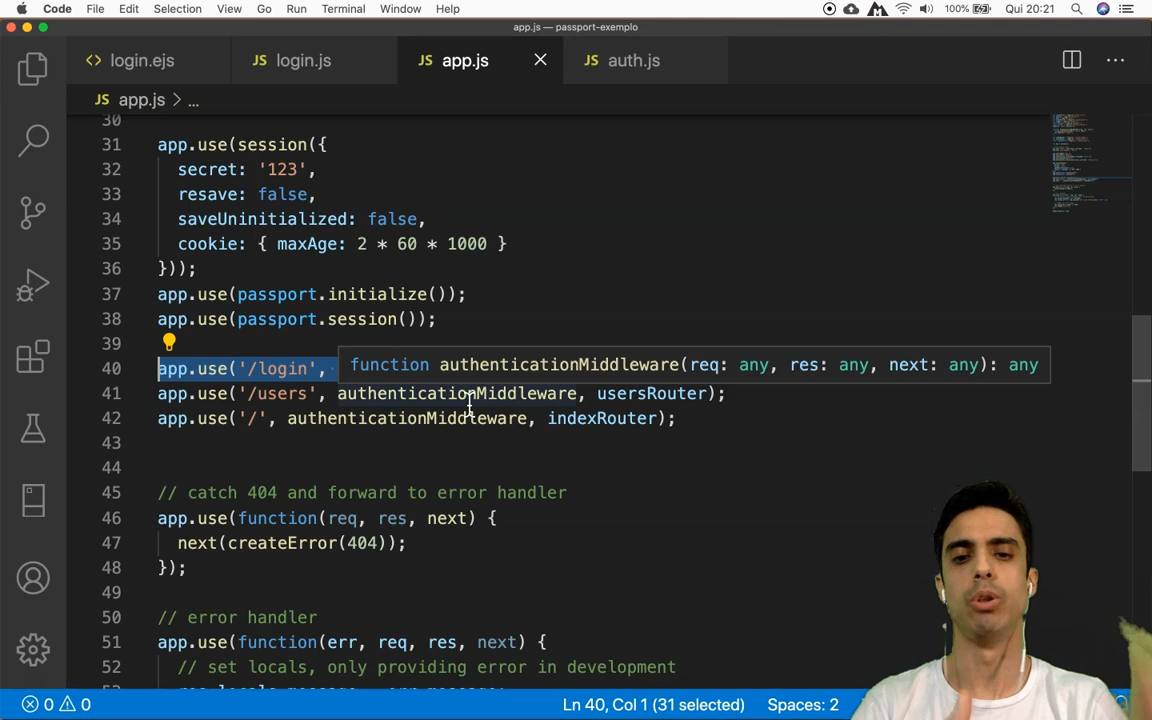 Code File Edit Selection View Go Run Terminal Window Help 100% Qui 20:21
app.js — passport-exemplo
<> login.ejs JS login.js JS app.js JS auth.js
JS app.js > ...
30
31 app.use(session({
32 secret: '123',
33 resave: false,
34 saveUninitialized: false,
35 cookie: { maxAge: 2 * 60 * 1000 }
36 }));
37 app.use(passport.initialize());
38 app.use(passport.session());
39
40 app.use('/login', function authenticationMiddleware(req: any, res: any, next: any): any
41 app.use('/users', authenticationMiddleware, usersRouter);
42 app.use('/', authenticationMiddleware, indexRouter);
43
44
45 // catch 404 and forward to error handler
46 app.use(function(req, res, next) {
47 next(createError(404));
48 });
49
50 // error handler
51 app.use(function(err, req, res, next) {
52 // set locals, only providing error in development
0 0 Ln 40, Col 1 (31 selected) Spaces: 2